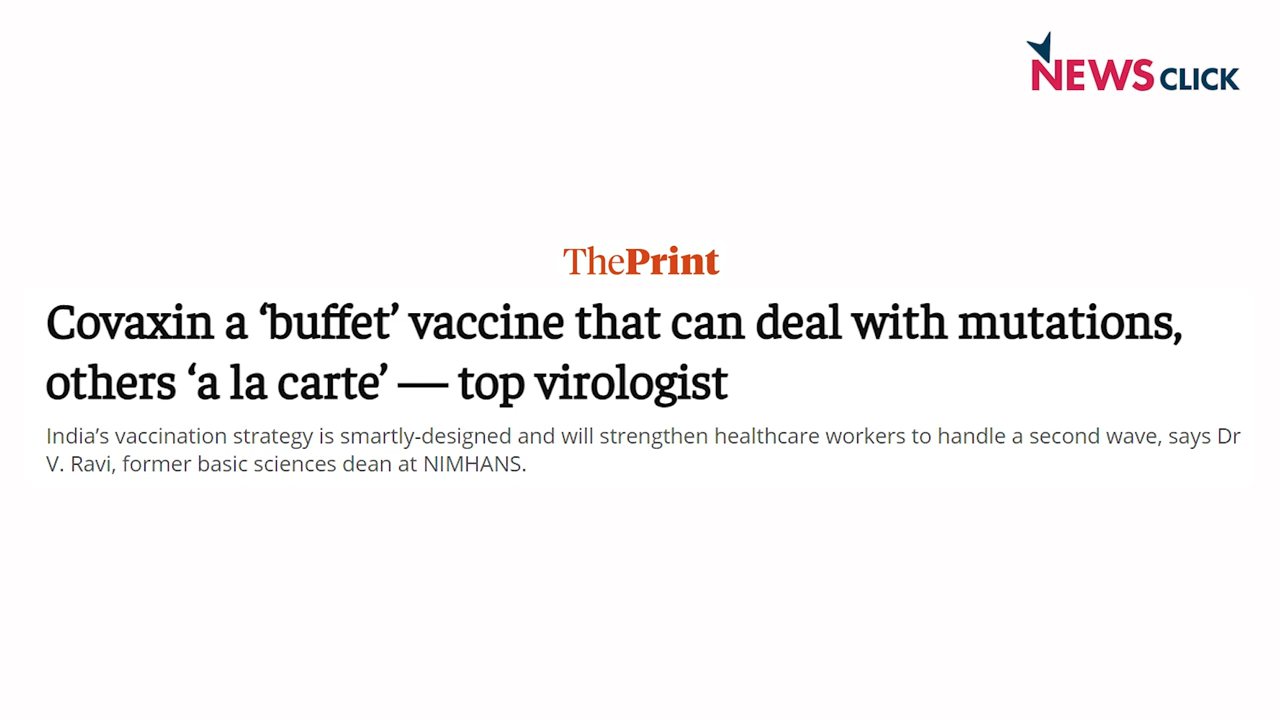 NEWS CLICK
ThePrint
Covaxin a ‘buffet’ vaccine that can deal with mutations,
others ‘a la carte’ — top virologist
India’s vaccination strategy is smartly-designed and will strengthen healthcare workers to handle a second wave, says Dr
V. Ravi, former basic sciences dean at NIMHANS.